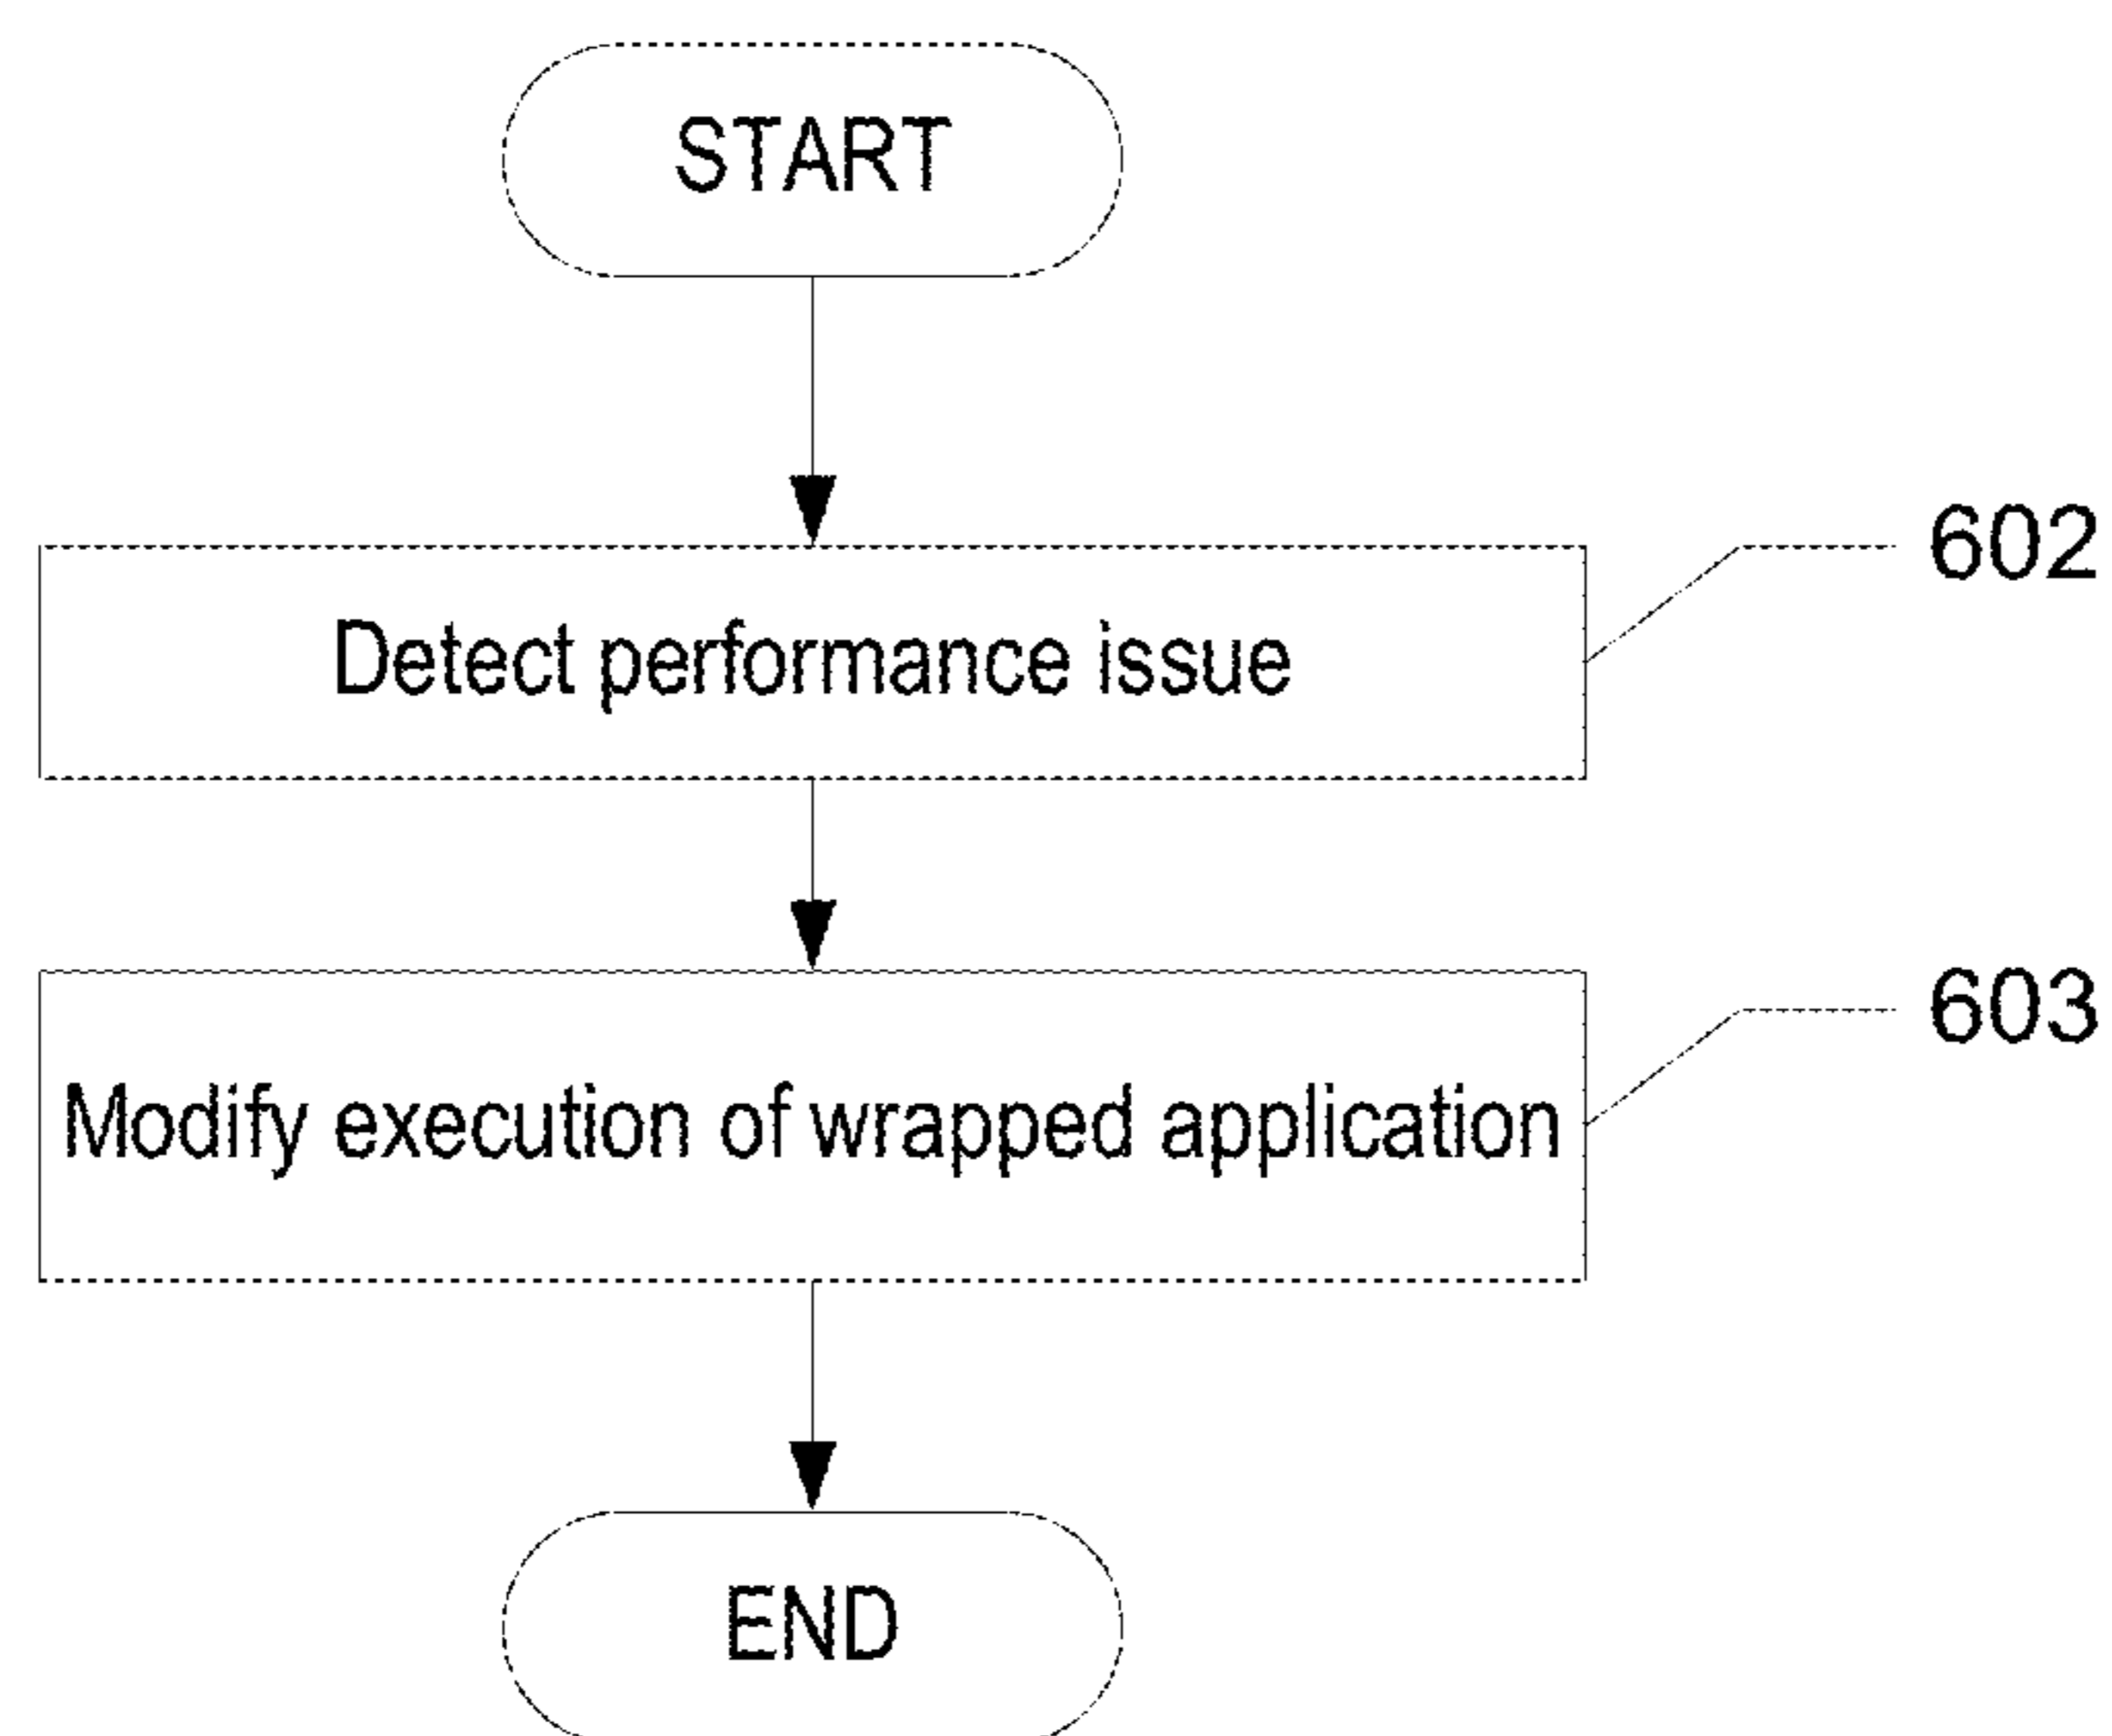 START
602
Detect performance issue
603
Modify execution of wrapped application
END